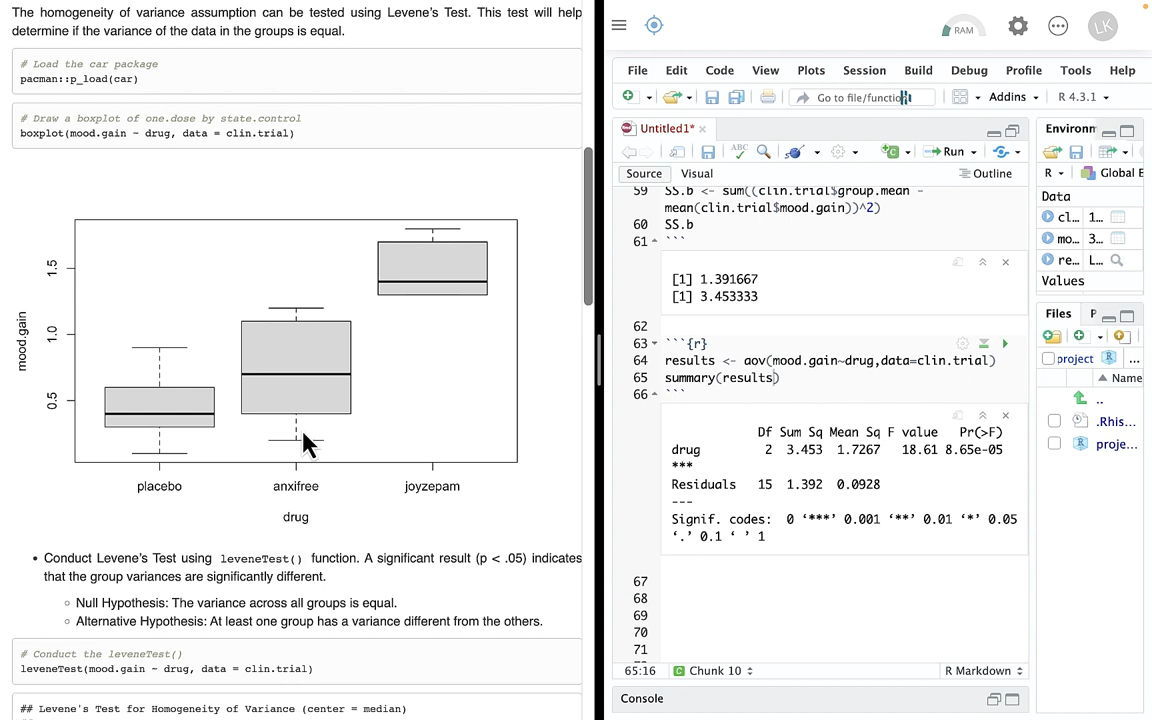 The homogeneity of variance assumption can be tested using Levene's Test. This test will help
determine if the variance of the data in the groups is equal.
# Load the car package
pacman::p_load(car)
# Draw a boxplot of one.dose by state.control
boxplot(mood.gain ~ drug, data = clin.trial)
mood.gain
1.5
1.0
0.5
placebo
anxifree
joyzepam
drug
• Conduct Levene's Test using leveneTest() function. A significant result (p < .05) indicates
that the group variances are significantly different.
○ Null Hypothesis: The variance across all groups is equal.
○ Alternative Hypothesis: At least one group has a variance different from the others.
# Conduct the leveneTest()
leveneTest(mood.gain ~ drug, data = clin.trial)
## Levene's Test for Homogeneity of Variance (center = median)
RAM
LK
File Edit Code View Plots Session Build Debug Profile Tools Help
Go to file/function
Addins
R 4.3.1
Untitled1*
ABC
Run
Source Visual
Outline
59 SS.b <- sum((clin.trial$group.mean -
mean(clin.trial$mood.gain))^2)
60 SS.b
61 ```
[1] 1.391667
[1] 3.453333
62
63 ```{r}
64 results <- aov(mood.gain~drug,data=clin.trial)
65 summary(results)
66 ```
Df Sum Sq Mean Sq F value Pr(>F)
drug 2 3.453 1.7267 18.61 8.65e-05
***
Residuals 15 1.392 0.0928
---
Signif. codes: 0 ‘***’ 0.001 ‘**’ 0.01 ‘*’ 0.05
‘.’ 0.1 ‘ ’ 1
67
68
69
70
71
65:16
Chunk 10
R Markdown
Console
Environ
R
Global E
Data
cl… 1…
mo… 3…
re… L…
Values
Files P
project
...
Name
..
.Rhis…
proje…